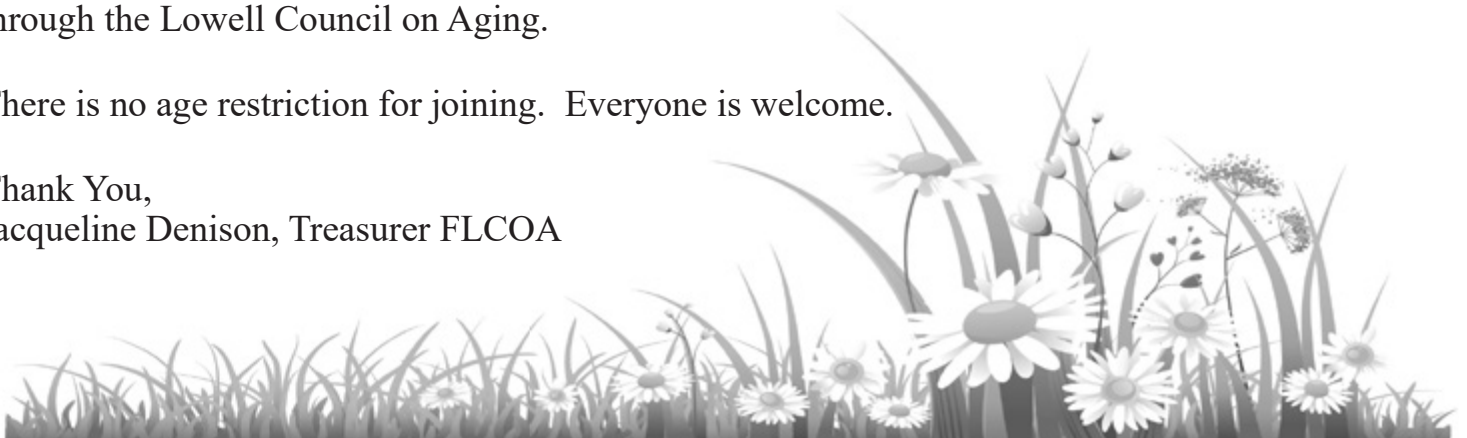 hrough the Lowell Council on Aging.
here is no age restriction for joining.  Everyone is welcome.
hank You,
acqueline Denison, Treasurer FLCOA